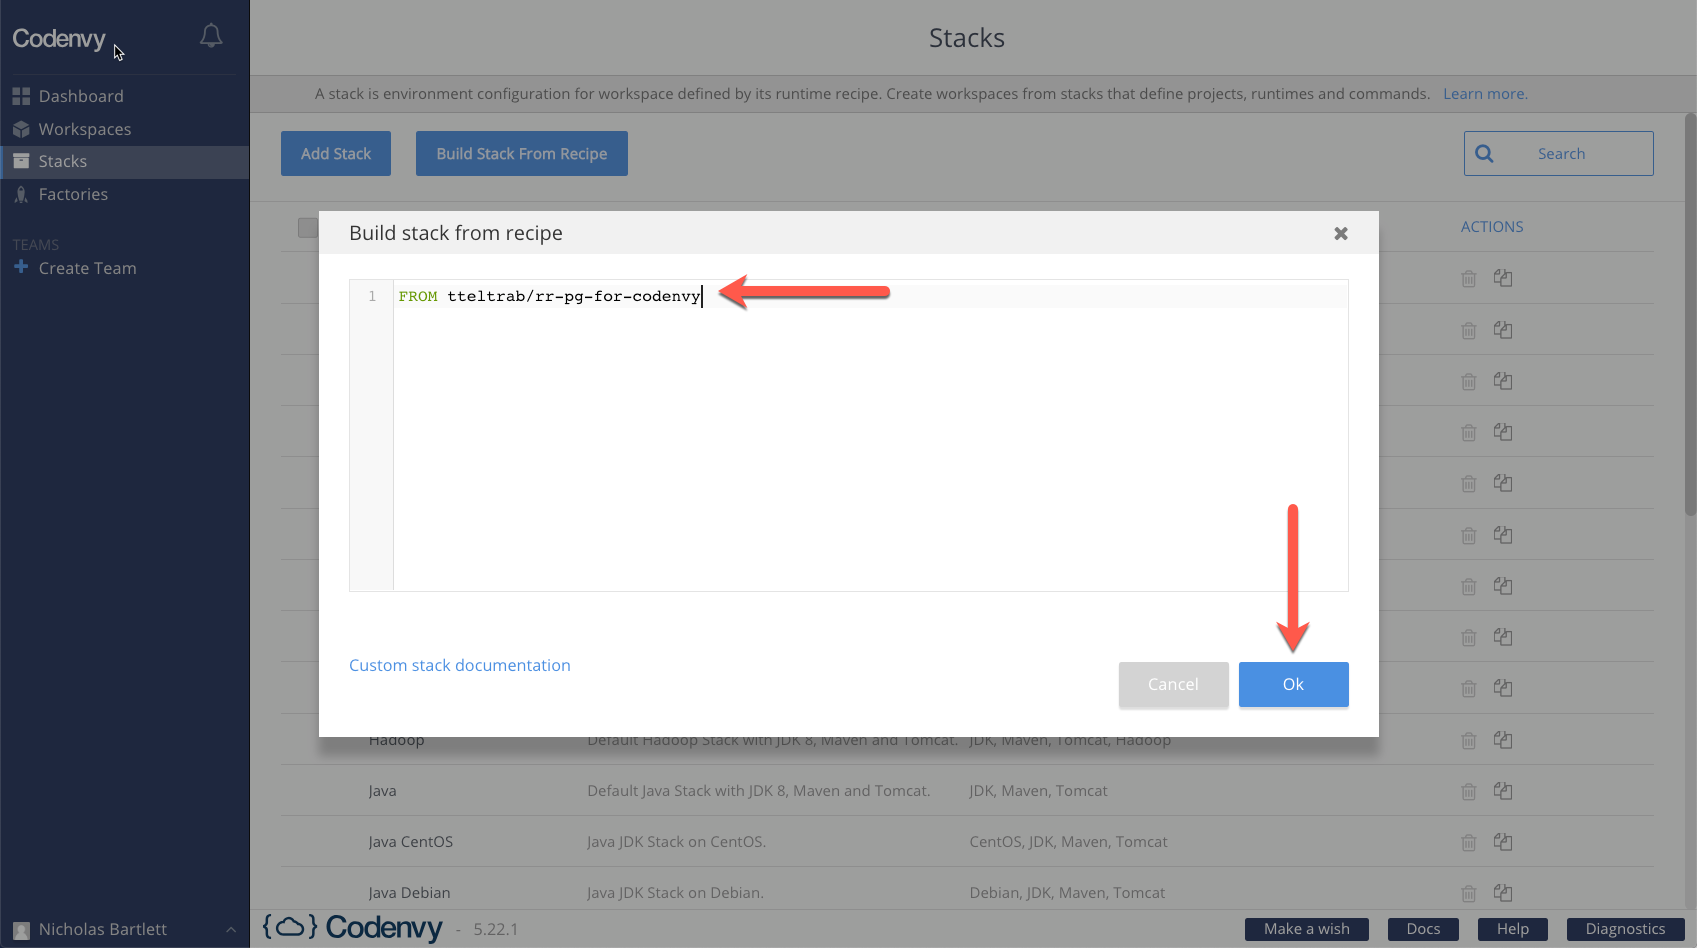 Codenvy
Dashboard
Workspaces
Stacks
Factories
TEAMS
Create Team
Nicholas Bartlett
Stacks
A stack is environment configuration for workspace defined by its runtime recipe. Create workspaces from stacks that define projects, runtimes and commands. Learn more.
Add Stack
Build Stack From Recipe
Search
ACTIONS
Build stack from recipe
1 FROM tteltrab/rr-pg-for-codenvy
Custom stack documentation
Cancel
Ok
Hadoop Default Hadoop Stack with JDK 8, Maven and Tomcat. JDK, Maven, Tomcat, Hadoop
Java Default Java Stack with JDK 8, Maven and Tomcat. JDK, Maven, Tomcat
Java CentOS Java JDK Stack on CentOS. CentOS, JDK, Maven, Tomcat
Java Debian Java JDK Stack on Debian. Debian, JDK, Maven, Tomcat
{} Codenvy - 5.22.1
Make a wish
Docs
Help
Diagnostics